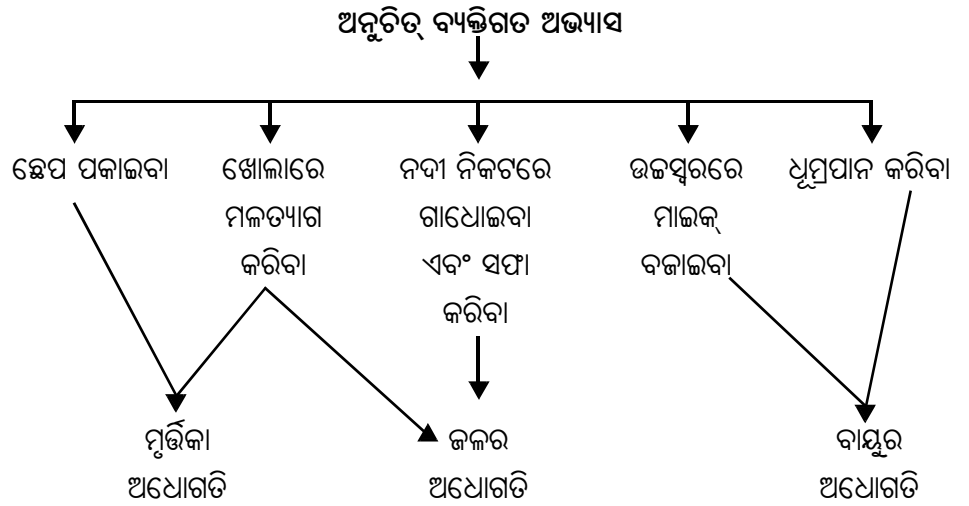 ଅନୁଚିତ୍ ବ୍ୟକ୍ତିଗତ ଅଭ୍ୟାସ
ଛେପ ପକାଇବା
ଖୋଲାରେ
ମଳତ୍ୟାଗ
କରିବା
ନଦୀ ନିକଟରେ
ଗାଧୋଇବା
ଏବଂ ସଫା
କରିବା
ଉଚ୍ଚସ୍ୱରରେ
ମାଇକ୍
ବଜାଇବା
ଧୂମ୍ରପାନ କରିବା
ମୃର୍ତ୍ତିକା
ଅଧୋଗତି
ଜଳର
ଅଧୋଗତି
ବାୟୁର
ଅଧୋଗତି